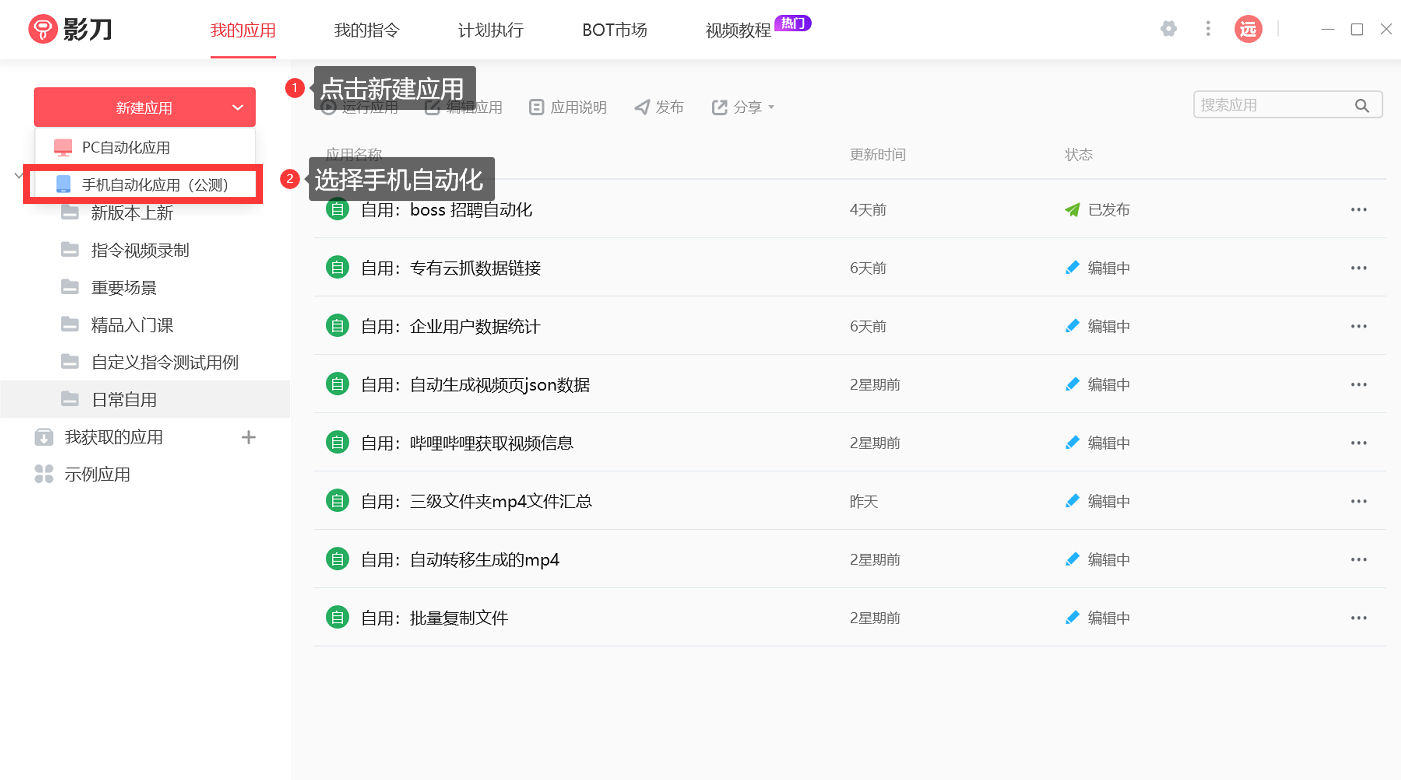 影刀
我的应用
我的指令
计划执行
BOT市场
视频教程
热门
远
新建应用
1
点击新建应用
运行应用
编辑应用
应用说明
发布
分享
搜索应用
PC自动化应用
手机自动化应用（公测）
2
选择手机自动化
新版本上新
指令视频录制
重要场景
精品入门课
自定义指令测试用例
日常自用
我获取的应用
示例应用
应用名称 更新时间 状态
自 自用：boss 招聘自动化 4天前 已发布
自 自用：专有云抓数据链接 6天前 编辑中
自 自用：企业用户数据统计 6天前 编辑中
自 自用：自动生成视频页json数据 2星期前 编辑中
自 自用：哔哩哔哩获取视频信息 2星期前 编辑中
自 自用：三级文件夹mp4文件汇总 昨天 编辑中
自 自用：自动转移生成的mp4 2星期前 编辑中
自 自用：批量复制文件 2星期前 编辑中